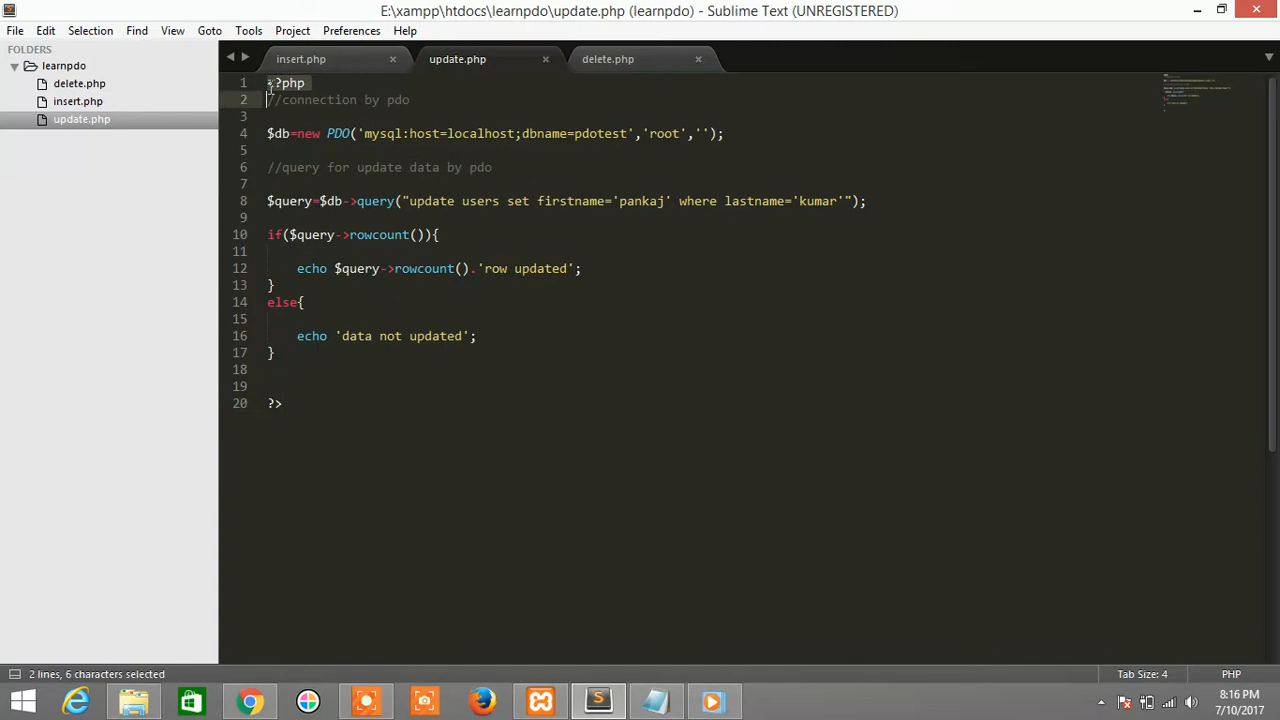 E:\xampp\htdocs\learnpdo\update.php (learnpdo) - Sublime Text (UNREGISTERED)
File Edit Selection Find View Goto Tools Project Preferences Help
FOLDERS
learnpdo
delete.php
insert.php
update.php
insert.php update.php delete.php
1 <?php
2 //connection by pdo
3
4 $db=new PDO('mysql:host=localhost;dbname=pdotest','root','');
5
6 //query for update data by pdo
7
8 $query=$db->query("update users set firstname='pankaj' where lastname='kumar'");
9
10 if($query->rowcount()){
11
12 echo $query->rowcount().'row updated';
13 }
14 else{
15
16 echo 'data not updated';
17 }
18
19
20 ?>
2 lines, 6 characters selected Tab Size: 4 PHP
8:16 PM
7/10/2017